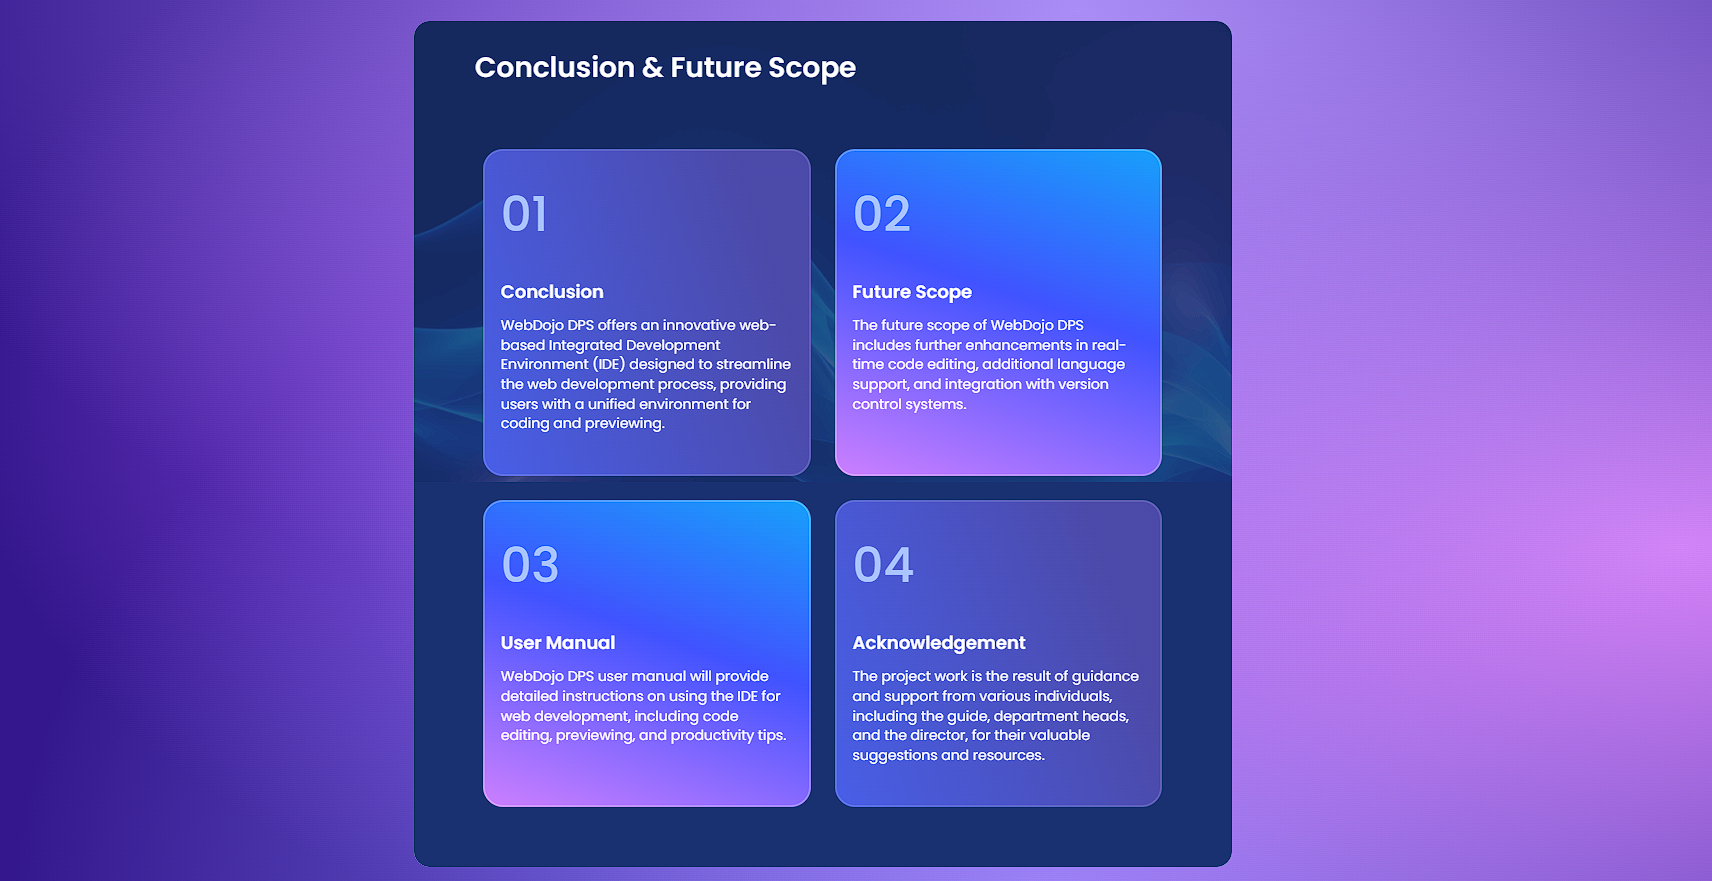 Conclusion & Future Scope
01
Conclusion
WebDojo DPS offers an innovative web-
based Integrated Development
Environment (IDE) designed to streamline
the web development process, providing
users with a unified environment for
coding and previewing.
02
Future Scope
The future scope of WebDojo DPS
includes further enhancements in real-
time code editing, additional language
support, and integration with version
control systems.
03
User Manual
WebDojo DPS user manual will provide
detailed instructions on using the IDE for
web development, including code
editing, previewing, and productivity tips.
04
Acknowledgement
The project work is the result of guidance
and support from various individuals,
including the guide, department heads,
and the director, for their valuable
suggestions and resources.